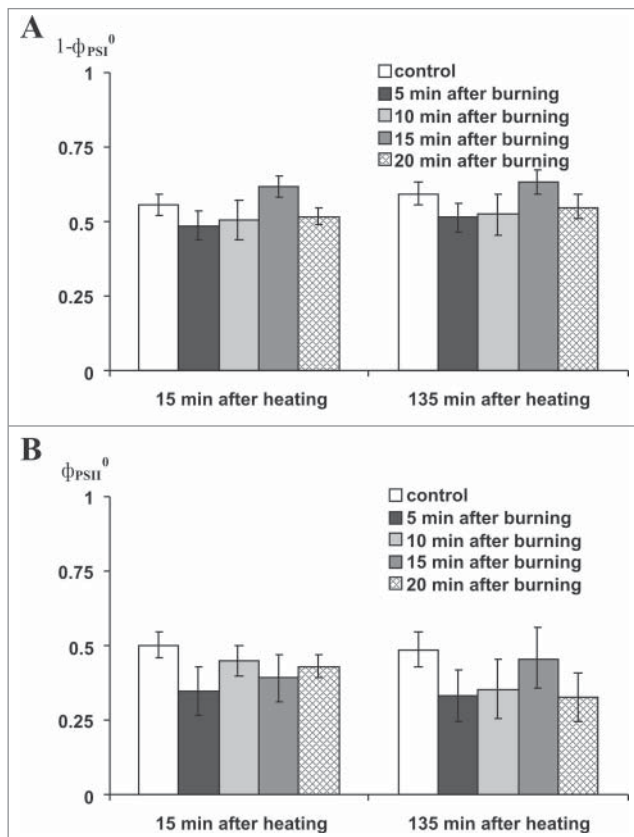 A
1-ϕPSI⁰
1
0.75
0.5
0.25
0
control
5 min after burning
10 min after burning
15 min after burning
20 min after burning
15 min after heating
135 min after heating
B
ϕPSII⁰
1
0.75
0.5
0.25
0
control
5 min after burning
10 min after burning
15 min after burning
20 min after burning
15 min after heating
135 min after heating